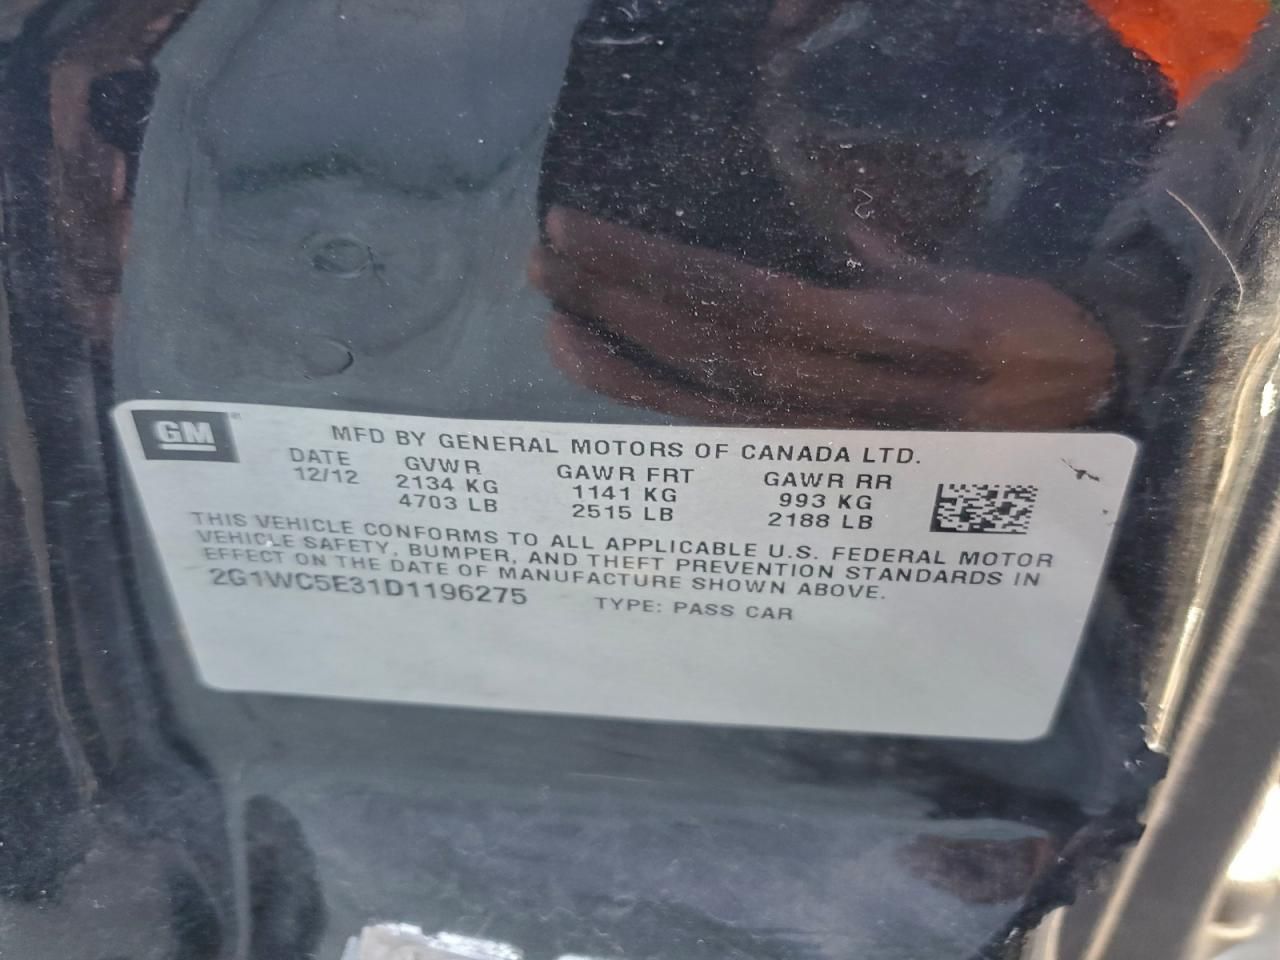 GM
MFD BY GENERAL MOTORS OF CANADA LTD.
DATE GVWR GAWR FRT GAWR RR
12/12 2134 KG 1141 KG 993 KG
4703 LB 2515 LB 2188 LB
THIS VEHICLE CONFORMS TO ALL APPLICABLE U.S. FEDERAL MOTOR
VEHICLE SAFETY, BUMPER, AND THEFT PREVENTION STANDARDS IN
EFFECT ON THE DATE OF MANUFACTURE SHOWN ABOVE.
2G1WC5E31D1196275 TYPE: PASS CAR